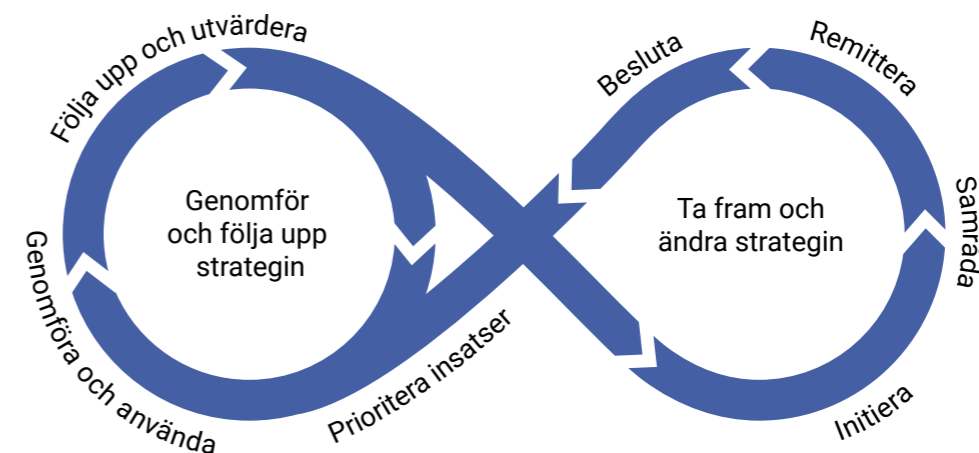 Följa upp och utvärdera
Besluta
Remittera
Genomför
och följa upp
strategin
Ta fram och
ändra strategin
Samråda
Genomföra och använda
Prioritera insatser
Initiera